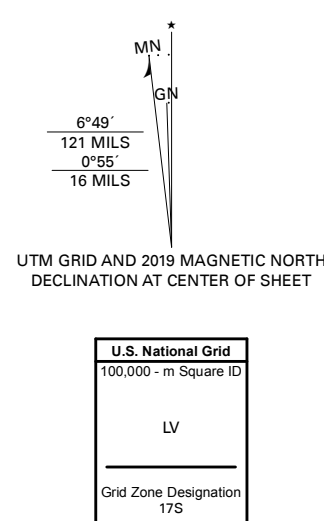 ★
MN
GN
6°49´
121 MILS
0°55´
16 MILS
UTM GRID AND 2019 MAGNETIC NORTH
DECLINATION AT CENTER OF SHEET
U.S. National Grid
100,000 - m Square ID
LV
Grid Zone Designation
17S